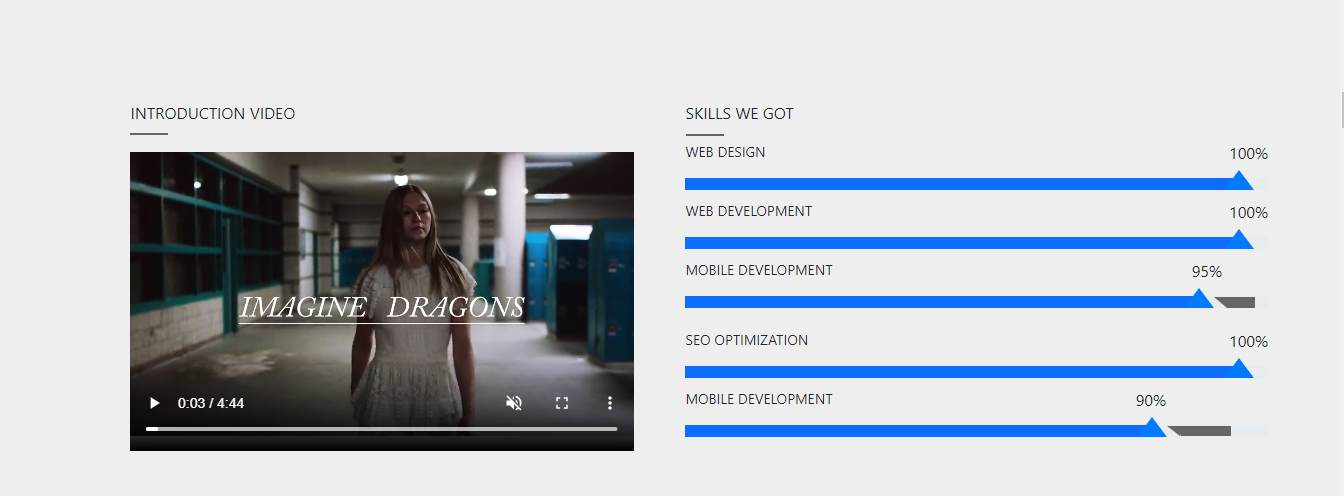 INTRODUCTION VIDEO
IMAGINE DRAGONS
0:03 / 4:44
SKILLS WE GOT
WEB DESIGN 100%
WEB DEVELOPMENT 100%
MOBILE DEVELOPMENT 95%
SEO OPTIMIZATION 100%
MOBILE DEVELOPMENT 90%